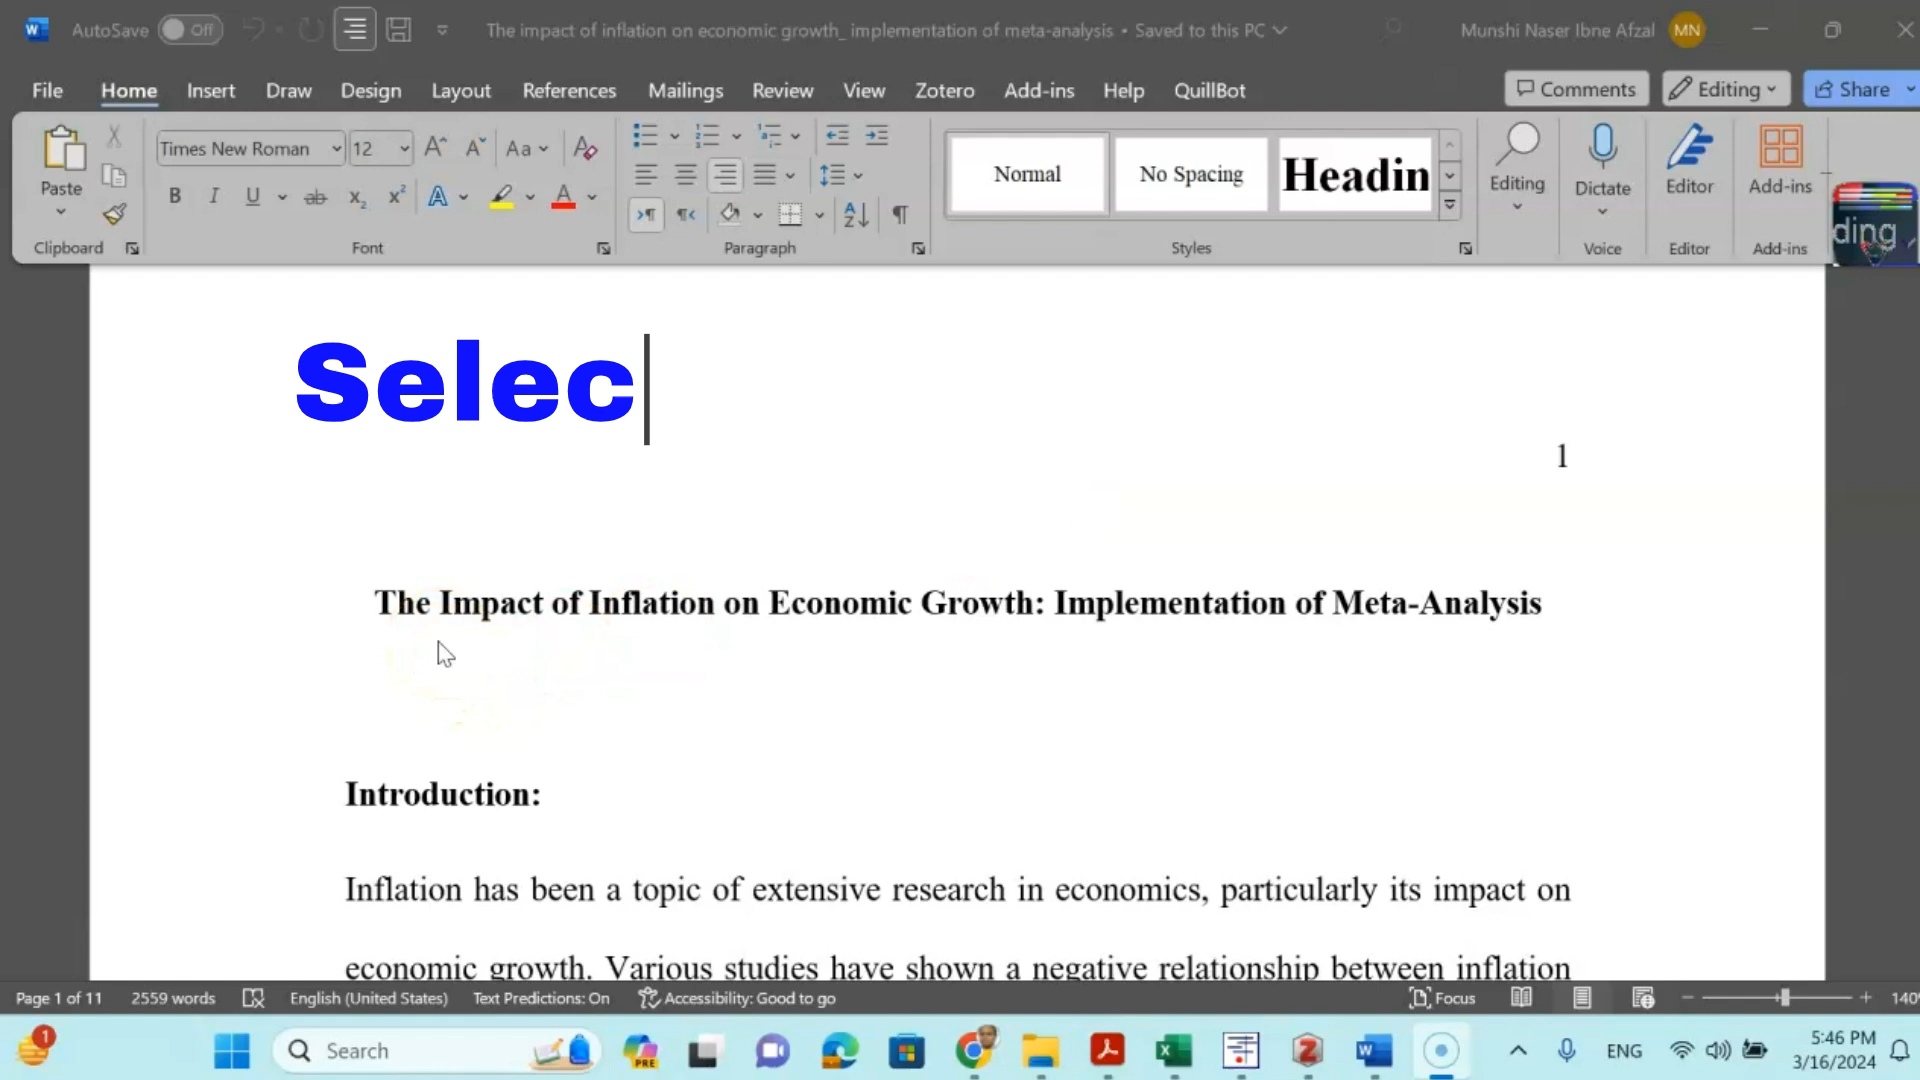 AutoSave Off The impact of inflation on economic growth_ implementation of meta-analysis • Saved to this PC Munshi Naser Ibne Afzal MN
File Home Insert Draw Design Layout References Mailings Review View Zotero Add-ins Help QuillBot Comments Editing Share
Paste Times New Roman 12 Aa Normal No Spacing Headin Editing Dictate Editor Add-ins
ding
Clipboard Font Paragraph Styles Voice Editor Add-ins
Selec
1
The Impact of Inflation on Economic Growth: Implementation of Meta-Analysis
Introduction:
Inflation has been a topic of extensive research in economics, particularly its impact on
economic growth. Various studies have shown a negative relationship between inflation
Page 1 of 11 2559 words English (United States) Text Predictions: On Accessibility: Good to go Focus 140%
1 Search PRE ENG 5:46 PM
3/16/2024